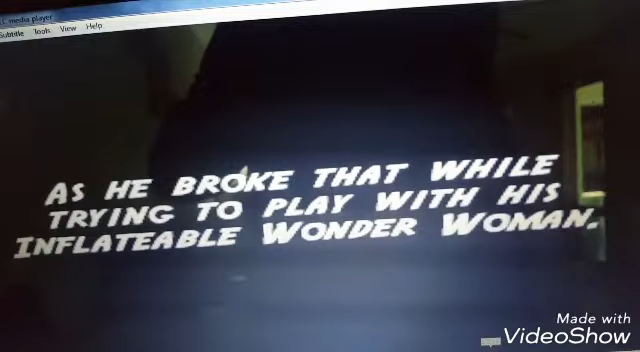 LC media player
Subtitle Tools View Help
AS HE BROKE THAT WHILE
TRYING TO PLAY WITH HIS
INFLATEABLE WONDER WOMAN.
Made with
VideoShow